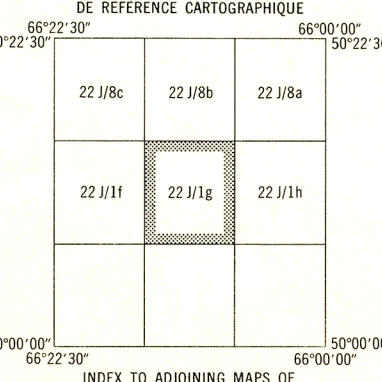 DE RÉFÉRENCE CARTOGRAPHIQUE
66°22'30" 66°00'00"
0°22'30" 50°22'30
22 J/8c 22 J/8b 22 J/8a
22 J/1f 22 J/1g 22 J/1h
0°00'00" 50°00'00
66°22'30" 66°00'00"
INDEX TO ADJOINING MAPS OF